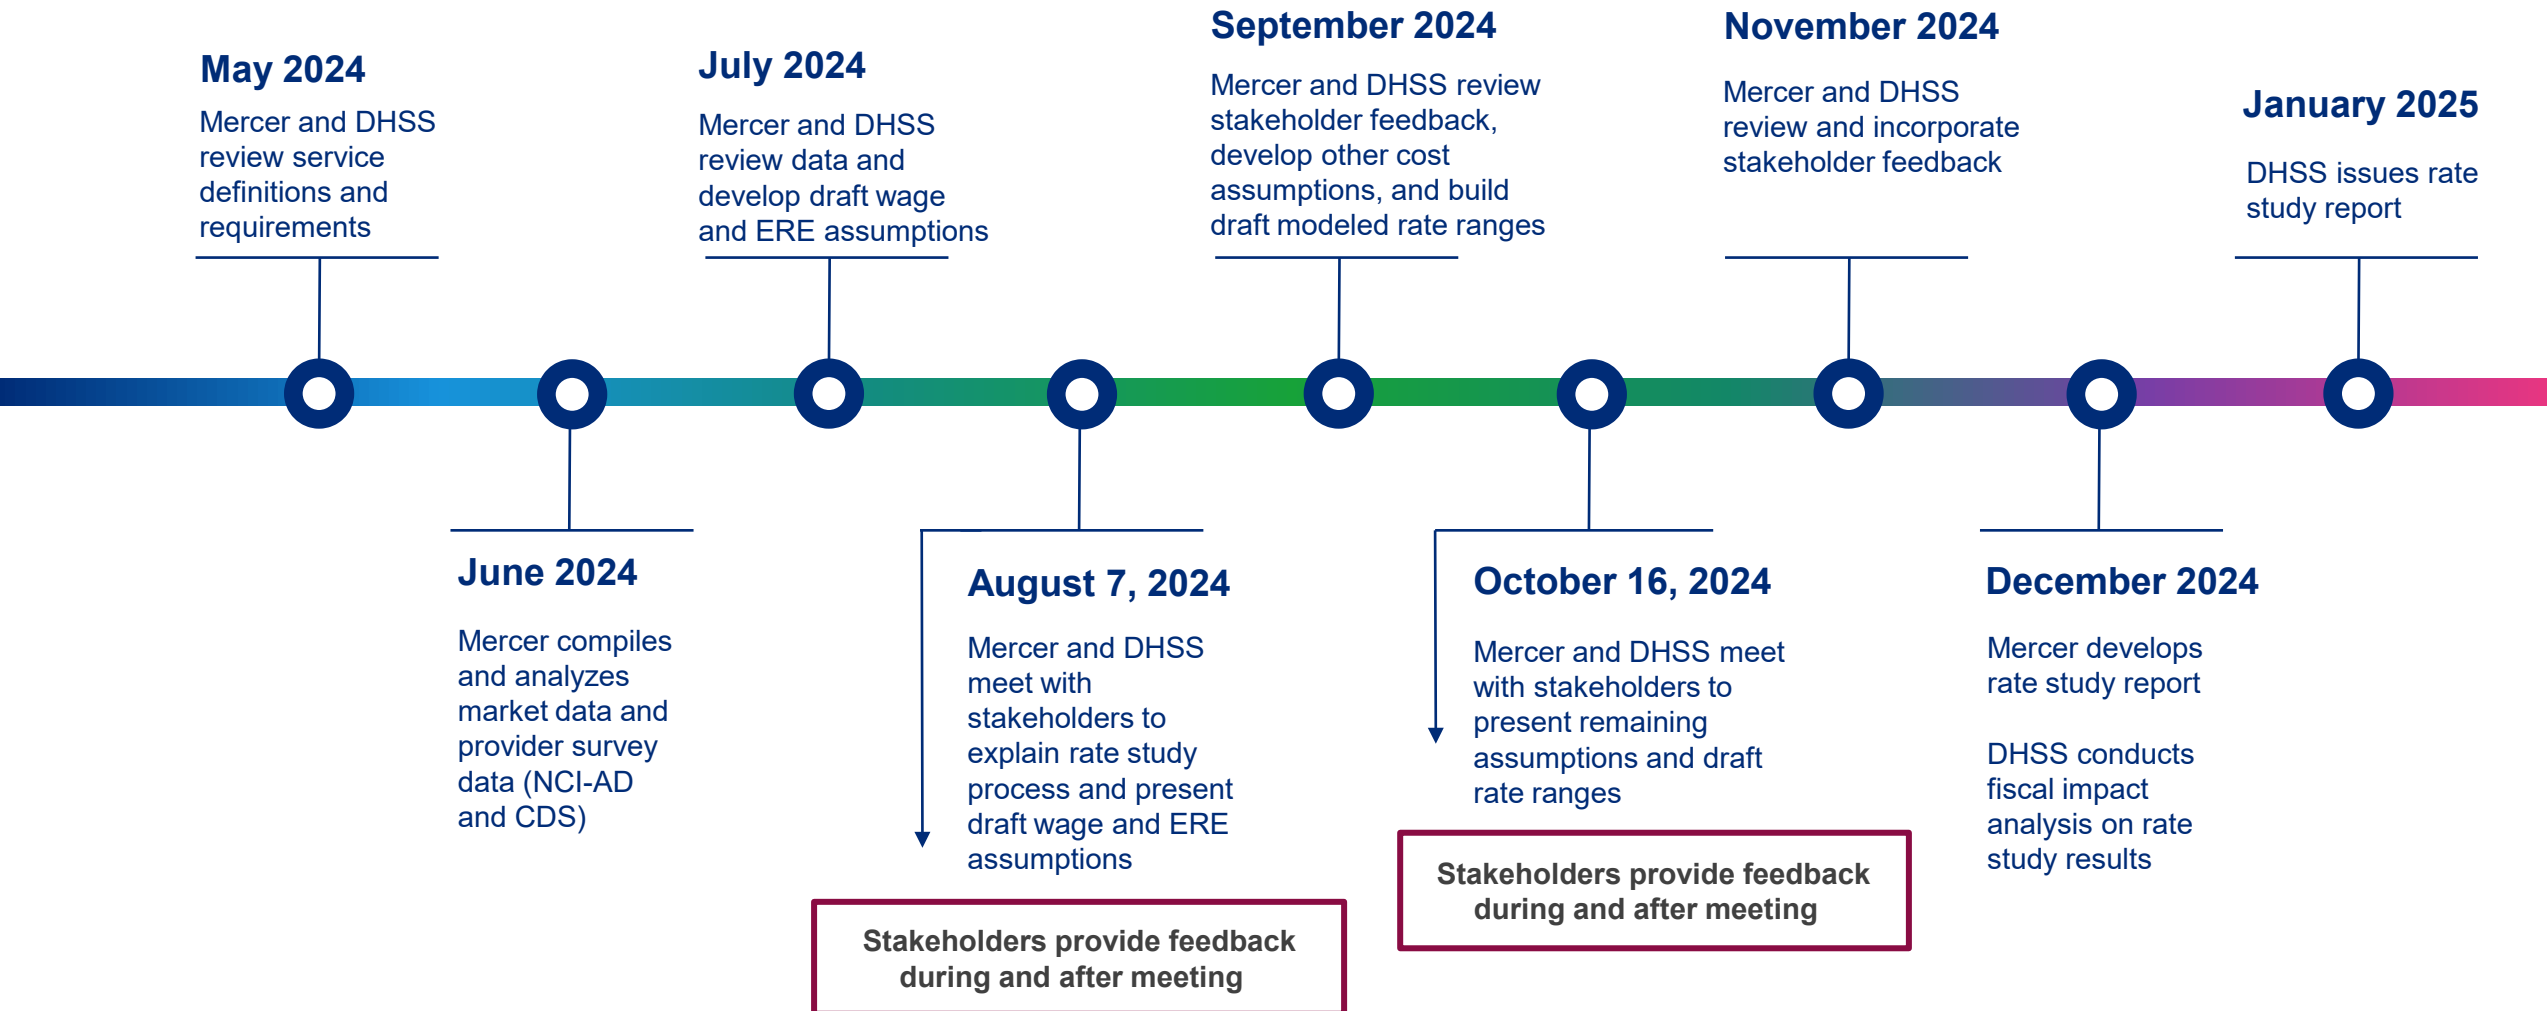 May 2024
Mercer and DHSS
review service
definitions and
requirements
June 2024
Mercer compiles
and analyzes
market data and
provider survey
data (NCI-AD
and CDS)
July 2024
Mercer and DHSS
review data and
develop draft wage
and ERE assumptions
August 7, 2024
Mercer and DHSS
meet with
stakeholders to
explain rate study
process and present
draft wage and ERE
assumptions
Stakeholders provide feedback
during and after meeting
September 2024
Mercer and DHSS review
stakeholder feedback,
develop other cost
assumptions, and build
draft modeled rate ranges
October 16, 2024
Mercer and DHSS meet
with stakeholders to
present remaining
assumptions and draft
rate ranges
Stakeholders provide feedback
during and after meeting
November 2024
Mercer and DHSS
review and incorporate
stakeholder feedback
December 2024
Mercer develops
rate study report
DHSS conducts
fiscal impact
analysis on rate
study results
January 2025
DHSS issues rate
study report